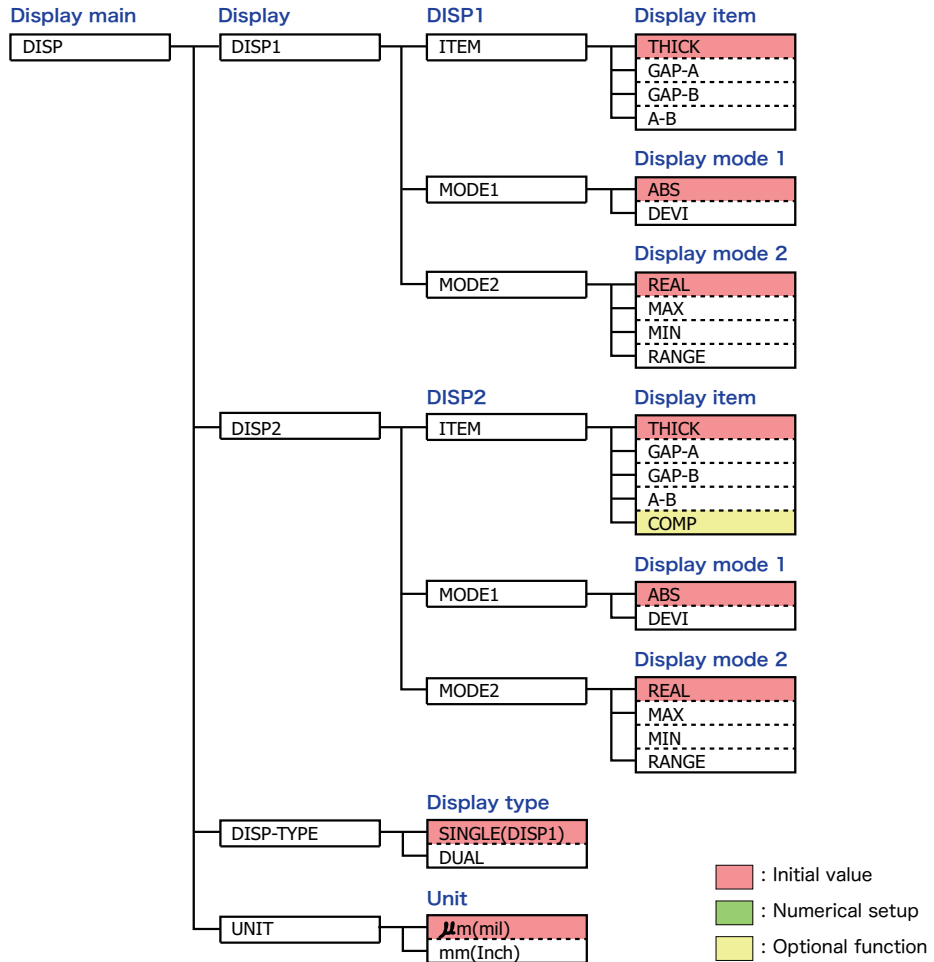 Display main
Display
DISP1
Display item
DISP
DISP1
ITEM
THICK
GAP-A
GAP-B
A-B
Display mode 1
MODE1
ABS
DEVI
Display mode 2
MODE2
REAL
MAX
MIN
RANGE
DISP2
Display item
DISP2
ITEM
THICK
GAP-A
GAP-B
A-B
COMP
Display mode 1
MODE1
ABS
DEVI
Display mode 2
MODE2
REAL
MAX
MIN
RANGE
Display type
DISP-TYPE
SINGLE(DISP1)
DUAL
Unit
UNIT
μm(mil)
mm(Inch)
: Initial value
: Numerical setup
: Optional function